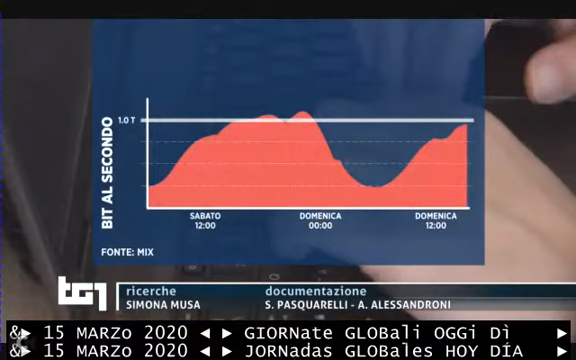 1.0 T
BIT AL SECONDO
SABATO
12:00
DOMENICA
00:00
DOMENICA
12:00
FONTE: MIX
tg1
ricerche
SIMONA MUSA
documentazione
S. PASQUARELLI - A. ALESSANDRONI
&► 15 MARZo 2020 ◄ ► GIORNate GLOBali OGGi Dì ►
&► 15 MARZO 2020 ◄ ► JORNadas GLOBales HOY DÍA ►